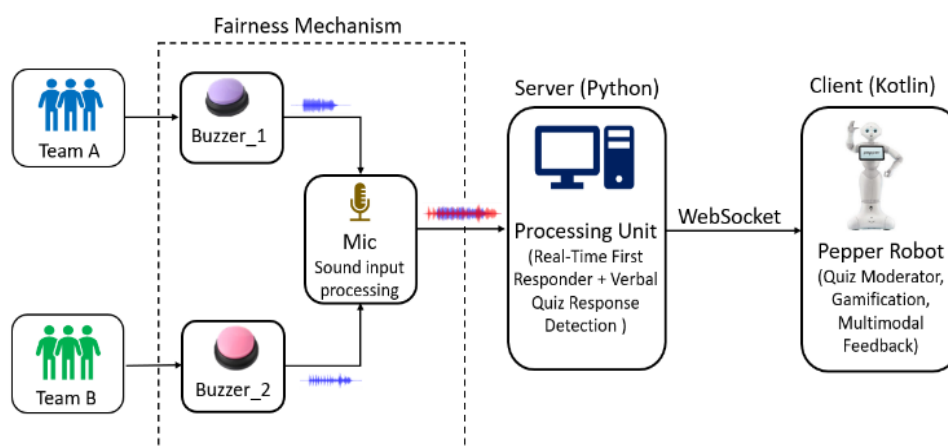 Fairness Mechanism
Team A
Buzzer_1
Mic
Sound input
processing
Team B
Buzzer_2
Server (Python)
Processing Unit
(Real-Time First
Responder + Verbal
Quiz Response
Detection )
WebSocket
Client (Kotlin)
pepper
Pepper Robot
(Quiz Moderator,
Gamification,
Multimodal
Feedback)